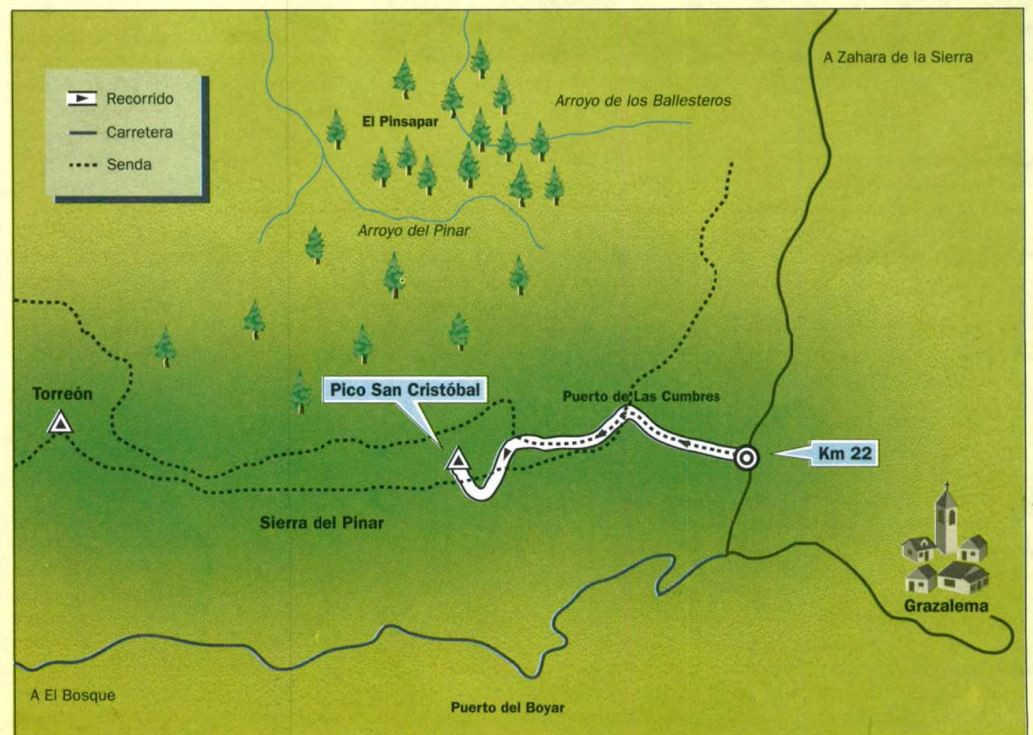 A Zahara de la Sierra
Recorrido
Carretera
Senda
El Pinsapar
Arroyo de los Ballesteros
Arroyo del Pinar
Torreón
Pico San Cristóbal
Puerto de Las Cumbres
Km 22
Sierra del Pinar
Grazalema
A El Bosque
Puerto del Boyar